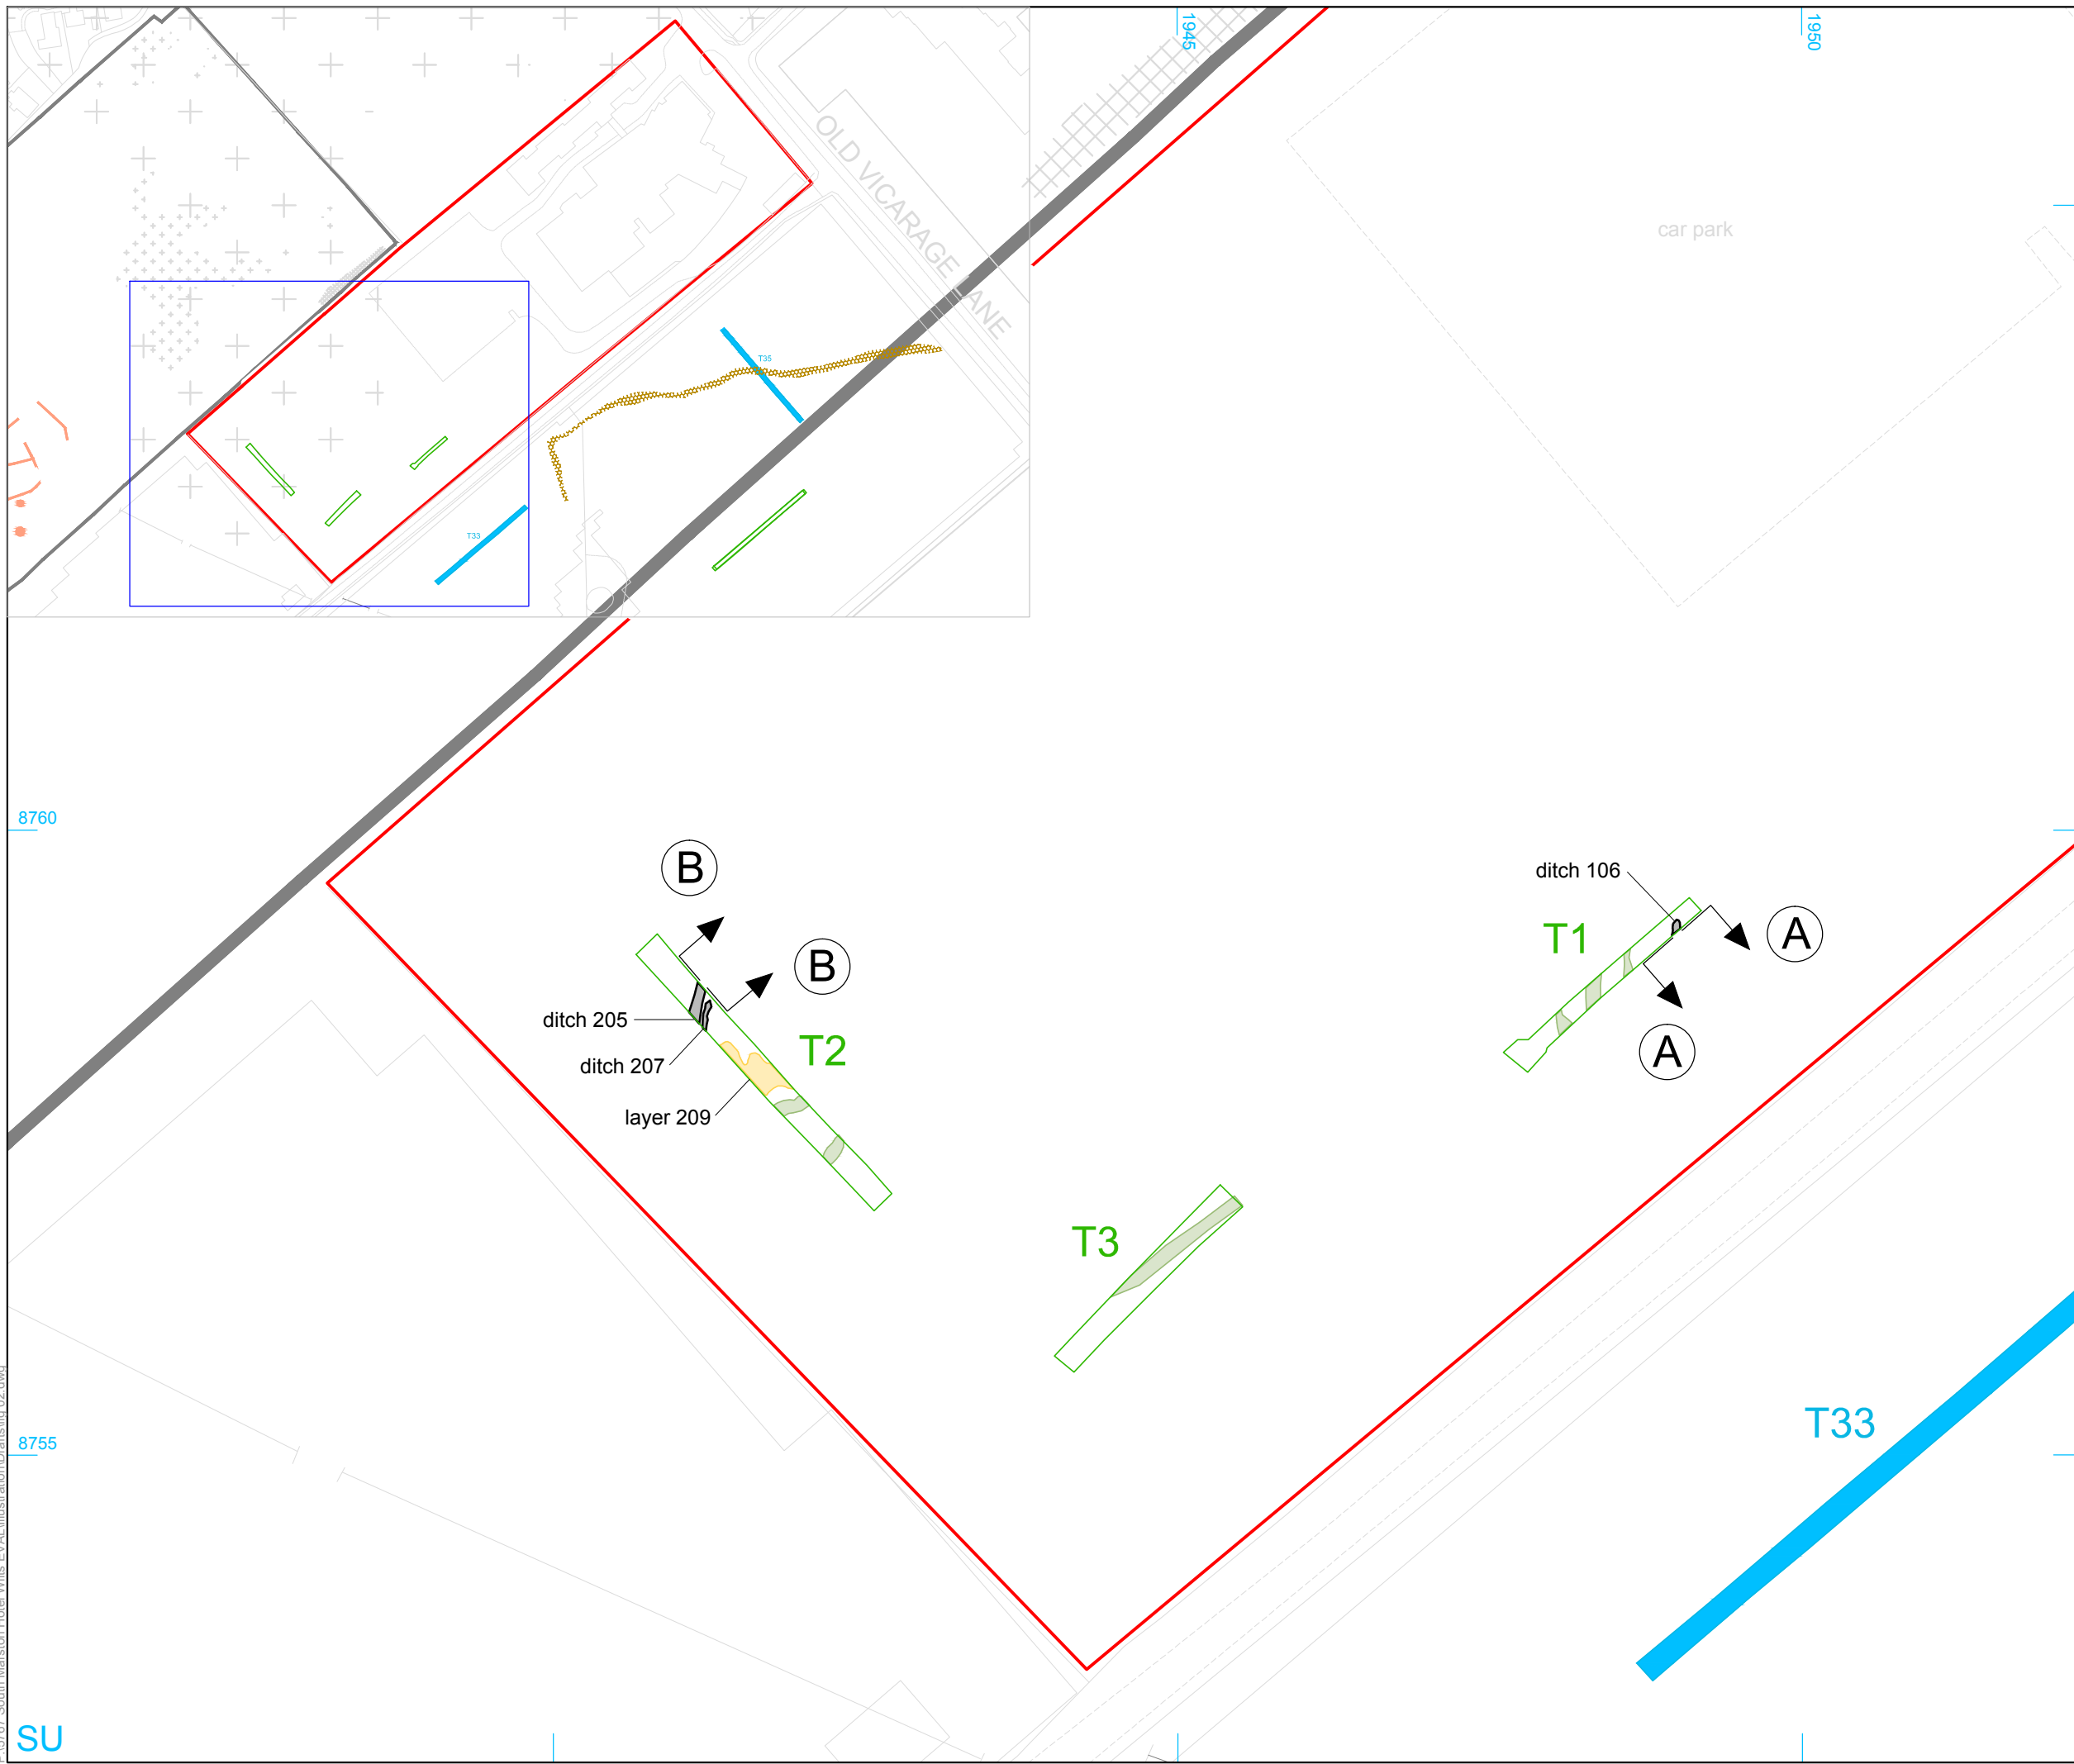 1945
1950
OLD VICARAGE LANE
car park
T35
T33
8760
B
B
ditch 205
ditch 207
layer 209
T2
ditch 106
T1
A
A
T3
T33
8755
SU